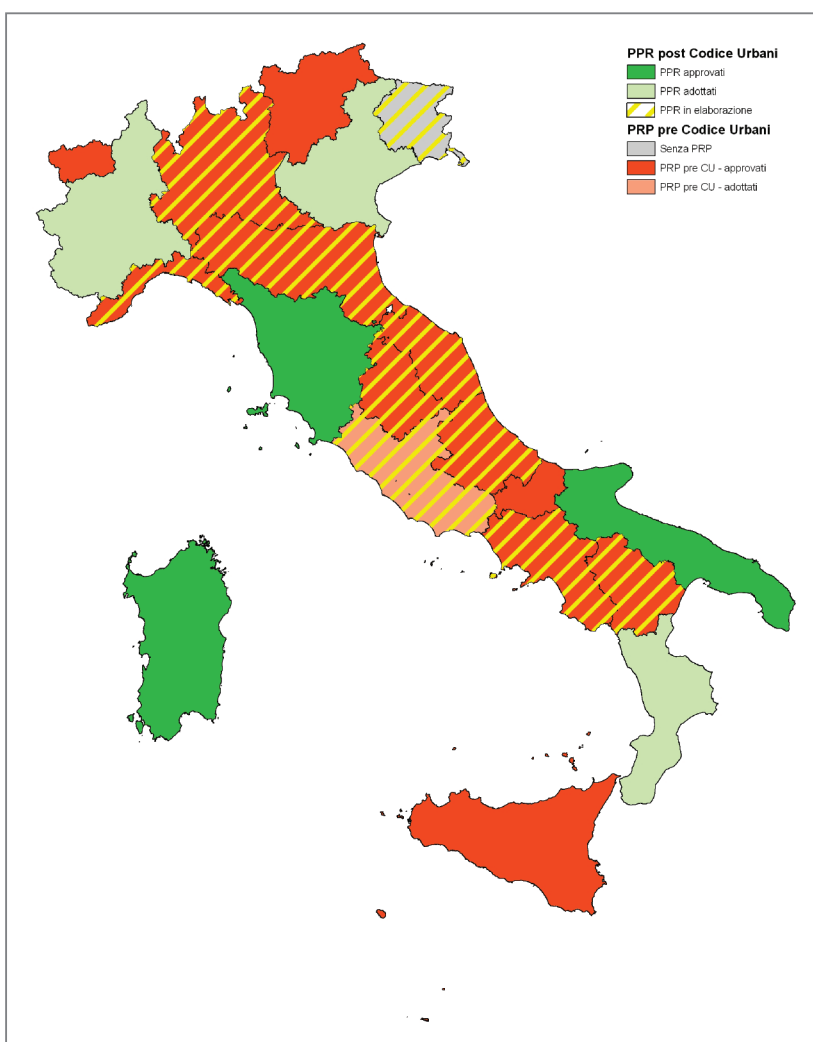 PPR post Codice Urbani
PPR approvati
PPR adottati
PPR in elaborazione
PRP pre Codice Urbani
Senza PRP
PRP pre CU - approvati
PRP pre CU - adottati